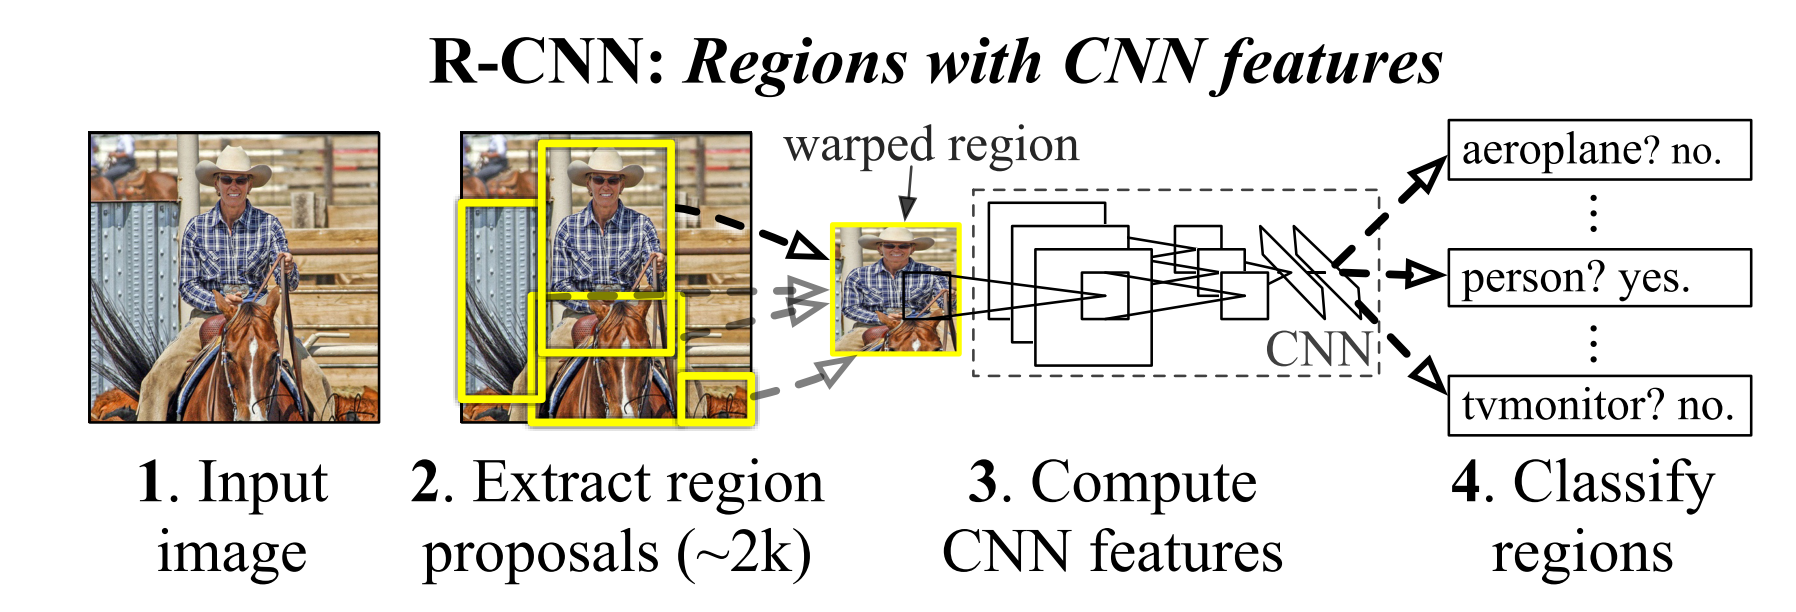 R-CNN: Regions with CNN features
warped region
aeroplane? no.
⋮
person? yes.
⋮
tvmonitor? no.
CNN
1. Input
image
2. Extract region
proposals (~2k)
3. Compute
CNN features
4. Classify
regions